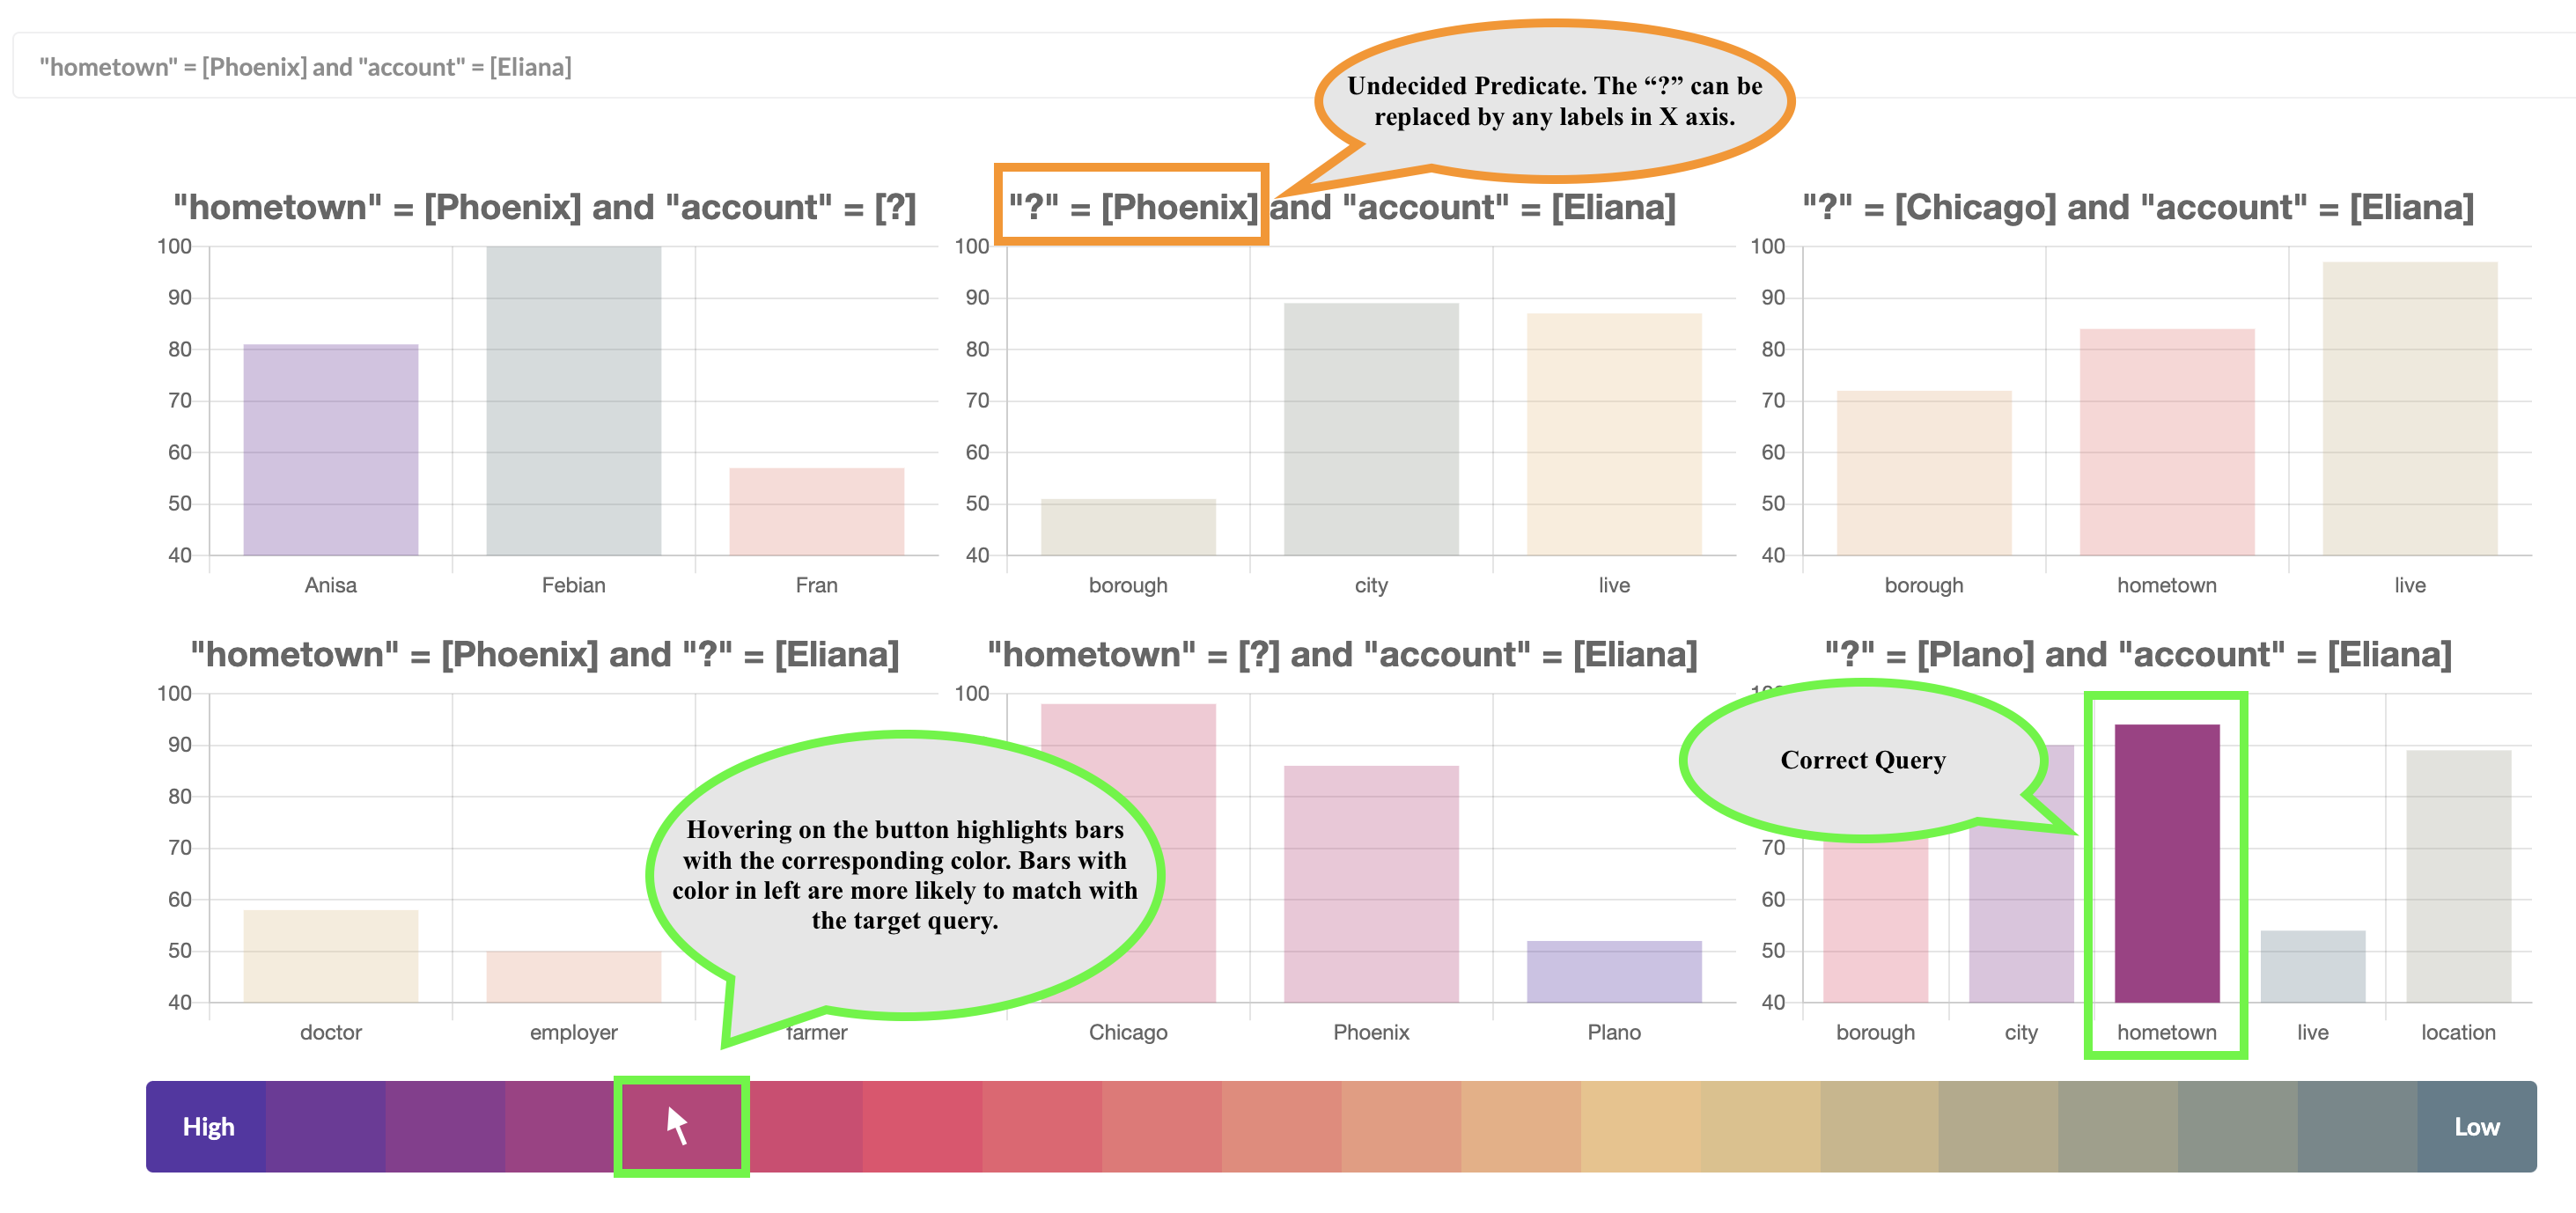 "hometown" = [Phoenix] and "account" = [Eliana]
Undecided Predicate. The “?” can be
replaced by any labels in X axis.
"hometown" = [Phoenix] and "account" = [?]
100
90
80
70
60
50
40
Anisa
Febian
Fran
"?" = [Phoenix] and "account" = [Eliana]
100
90
80
70
60
50
40
borough
city
live
"?" = [Chicago] and "account" = [Eliana]
100
90
80
70
60
50
40
borough
hometown
live
"hometown" = [Phoenix] and "?" = [Eliana]
100
90
80
70
60
50
40
doctor
employer
farmer
Hovering on the button highlights bars
with the corresponding color. Bars with
color in left are more likely to match with
the target query.
"hometown" = [?] and "account" = [Eliana]
100
Chicago
Phoenix
Plano
"?" = [Plano] and "account" = [Eliana]
Correct Query
70
60
50
40
borough
city
hometown
live
location
High
Low